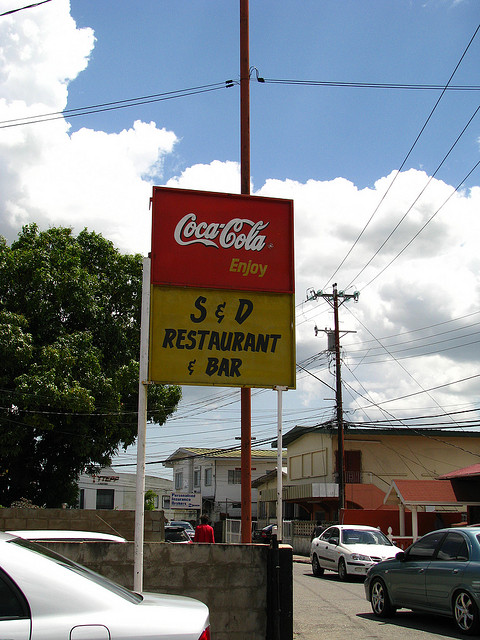 Coca-Cola
Enjoy
S & D
RESTAURANT
& BAR